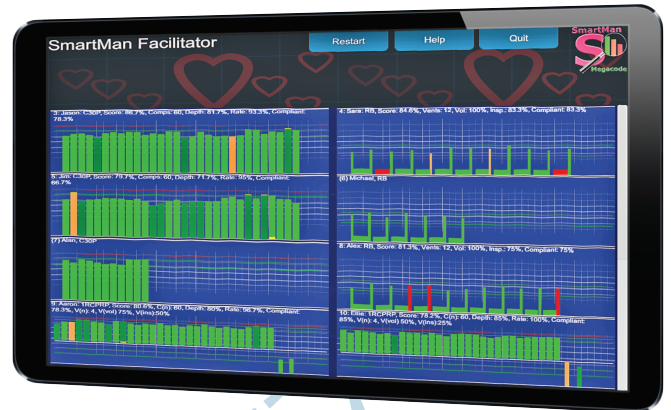 SmartMan Facilitator
Restart
Help
Quit
SmartMan
Megacode
3: Jason: C30P, Score: 86.7%, Comps: 60, Depth: 81.7%, Rate: 93.3%, Compliant:
78.3%
4: Sara: RB, Score: 84.6%, Vents: 12, Vol: 100%, Insp.: 83.3%, Compliant: 83.3%
5: Jim: C30P, Score: 79.7%, Comps: 60, Depth: 71.7%, Rate: 95%, Compliant:
66.7%
(6) Michael, RB
(7) Alan, C30P
8: Alex: RB, Score: 81.3%, Vents: 12, Vol: 100%, Insp.: 75%, Compliant: 75%
9: Aaron: 1RCPRP, Score: 80.6%, C(n): 60, Depth: 80%, Rate: 96.7%, Compliant:
78.3%, V(n): 4, V(vol) 75%, V(ins):50%
10: Ellie: 1RCPRP, Score: 78.2%, C(n): 60, Depth: 85%, Rate: 100%, Compliant:
85%, V(n): 4, V(vol) 50%, V(ins):25%